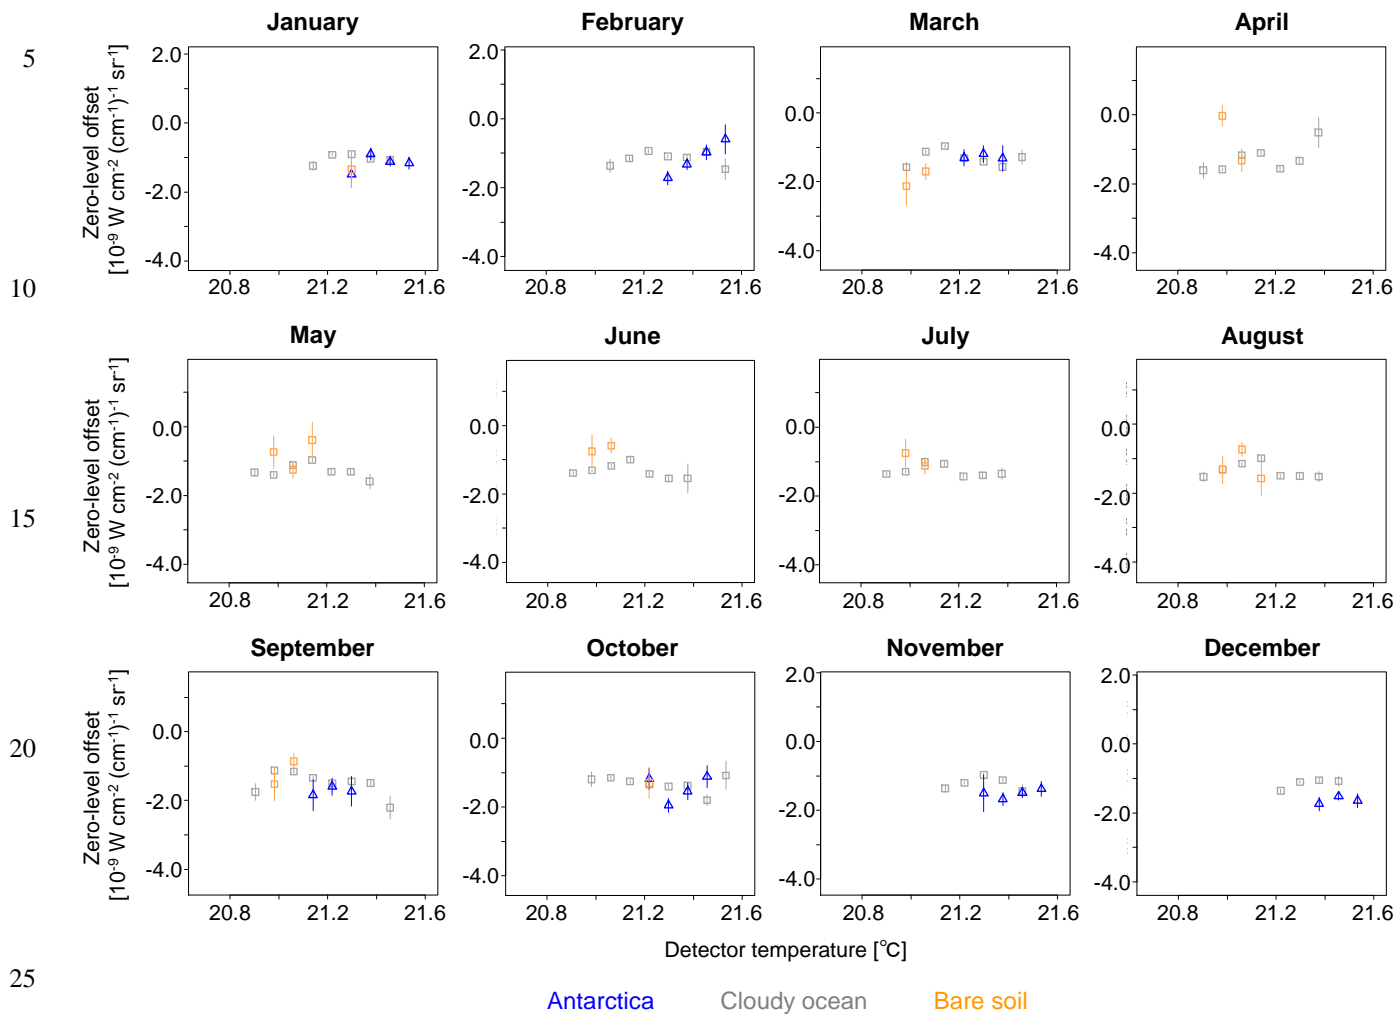 January February March April
5
2.0 2.0
0.0 0.0 0.0 0.0
-2.0 -2.0 -2.0 -2.0
-4.0 -4.0 -4.0 -4.0
Zero-level offset
[10⁻⁹ W cm⁻² (cm⁻¹)⁻¹ sr⁻¹]
10
20.8 21.2 21.6 20.8 21.2 21.6 20.8 21.2 21.6 20.8 21.2 21.6
May June July August
0.0 0.0 0.0 0.0
-2.0 -2.0 -2.0 -2.0
15
-4.0 -4.0 -4.0 -4.0
Zero-level offset
[10⁻⁹ W cm⁻² (cm⁻¹)⁻¹ sr⁻¹]
20.8 21.2 21.6 20.8 21.2 21.6 20.8 21.2 21.6 20.8 21.2 21.6
September October November December
2.0 2.0
0.0 0.0 0.0 0.0
20
-2.0 -2.0 -2.0 -2.0
-4.0 -4.0 -4.0 -4.0
Zero-level offset
[10⁻⁹ W cm⁻² (cm⁻¹)⁻¹ sr⁻¹]
20.8 21.2 21.6 20.8 21.2 21.6 20.8 21.2 21.6 20.8 21.2 21.6
Detector temperature [°C]
25
Antarctica Cloudy ocean Bare soil